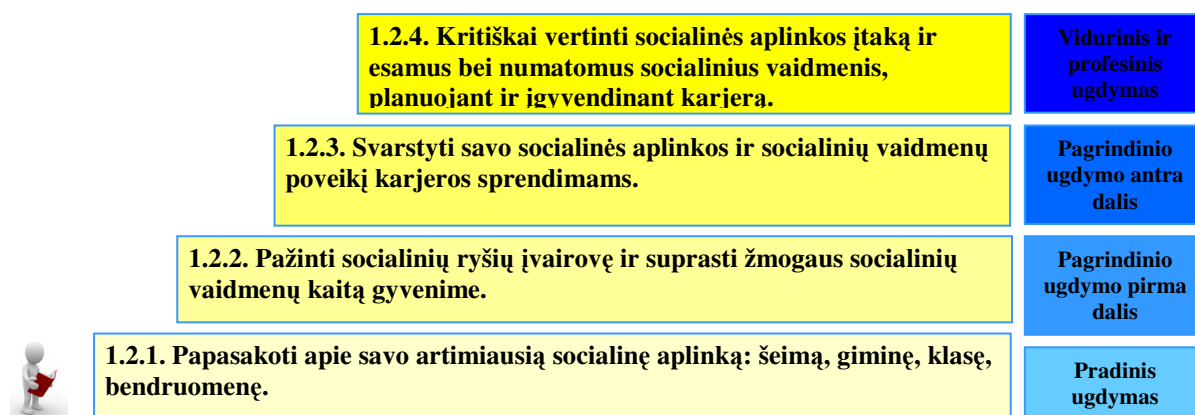 1.2.4. Kritiškai vertinti socialinės aplinkos įtaką ir
esamus bei numatomus socialinius vaidmenis,
planuojant ir įgyvendinant karjerą.
Vidurinis ir
profesinis
ugdymas
1.2.3. Svarstyti savo socialinės aplinkos ir socialinių vaidmenų
poveikį karjeros sprendimams.
Pagrindinio
ugdymo antra
dalis
1.2.2. Pažinti socialinių ryšių įvairovę ir suprasti žmogaus socialinių
vaidmenų kaitą gyvenime.
Pagrindinio
ugdymo pirma
dalis
1.2.1. Papasakoti apie savo artimiausią socialinę aplinką: šeimą, giminę, klasę,
bendruomenę.
Pradinis
ugdymas